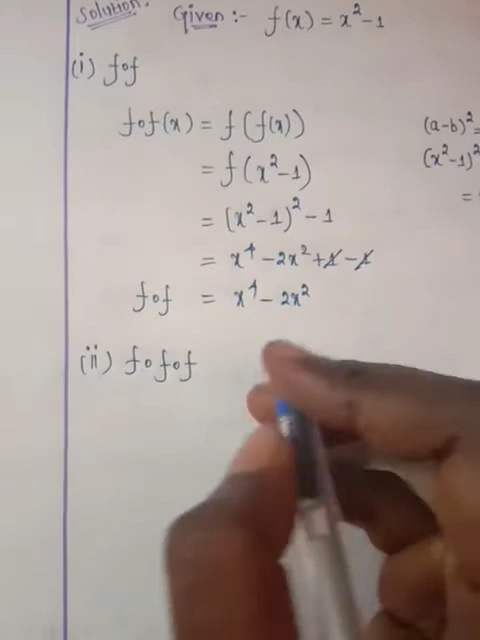 Solution. Given :- f(x) = x² - 1
(i) fof
fof(x) = f(f(x))
= f(x² - 1)
= (x² - 1)² - 1
= x⁴ - 2x² + 1 - 1
fof = x⁴ - 2x²
(a-b)² =
(x²-1)²
=
(ii) fofof